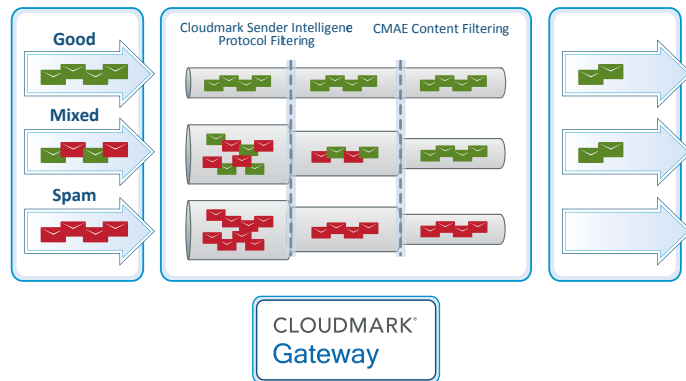 Good
Mixed
Spam
Cloudmark Sender Intelligene
Protocol Filtering
CMAE Content Filtering
CLOUDMARK®
Gateway